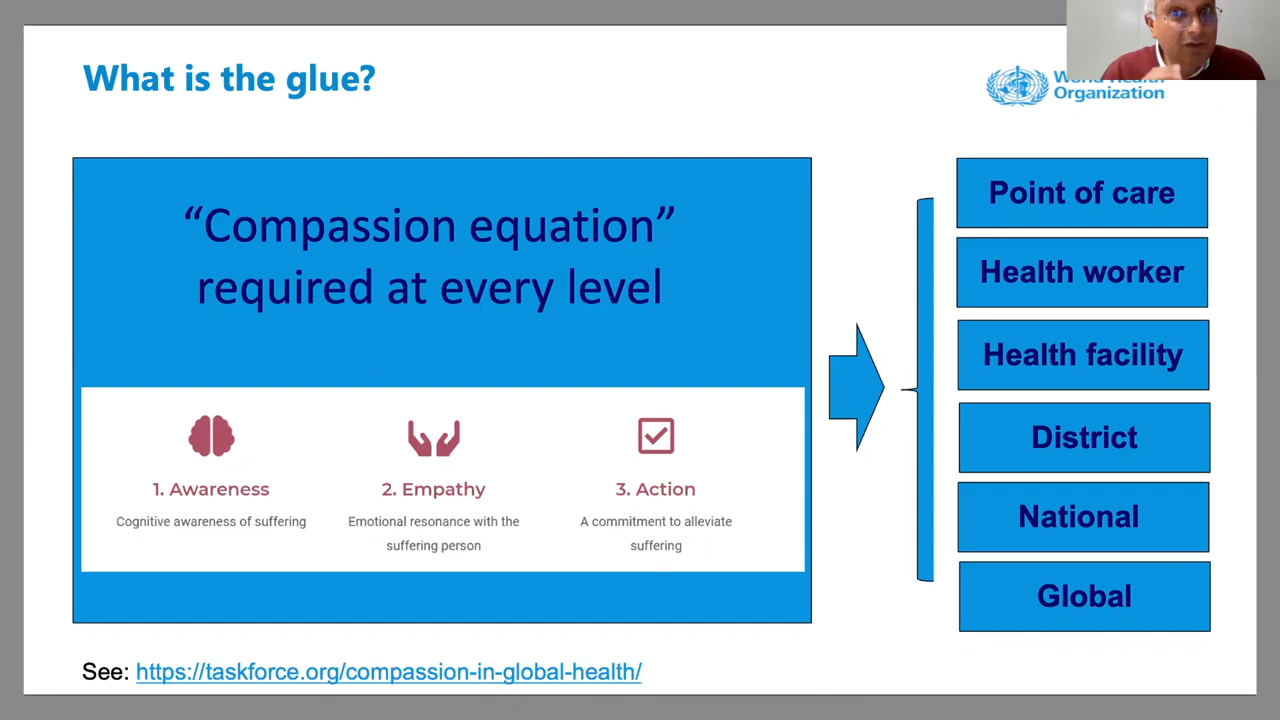 What is the glue?
Organization
“Compassion equation”
required at every level
1. Awareness
Cognitive awareness of suffering
2. Empathy
Emotional resonance with the
suffering person
3. Action
A commitment to alleviate
suffering
Point of care
Health worker
Health facility
District
National
Global
See: https://taskforce.org/compassion-in-global-health/